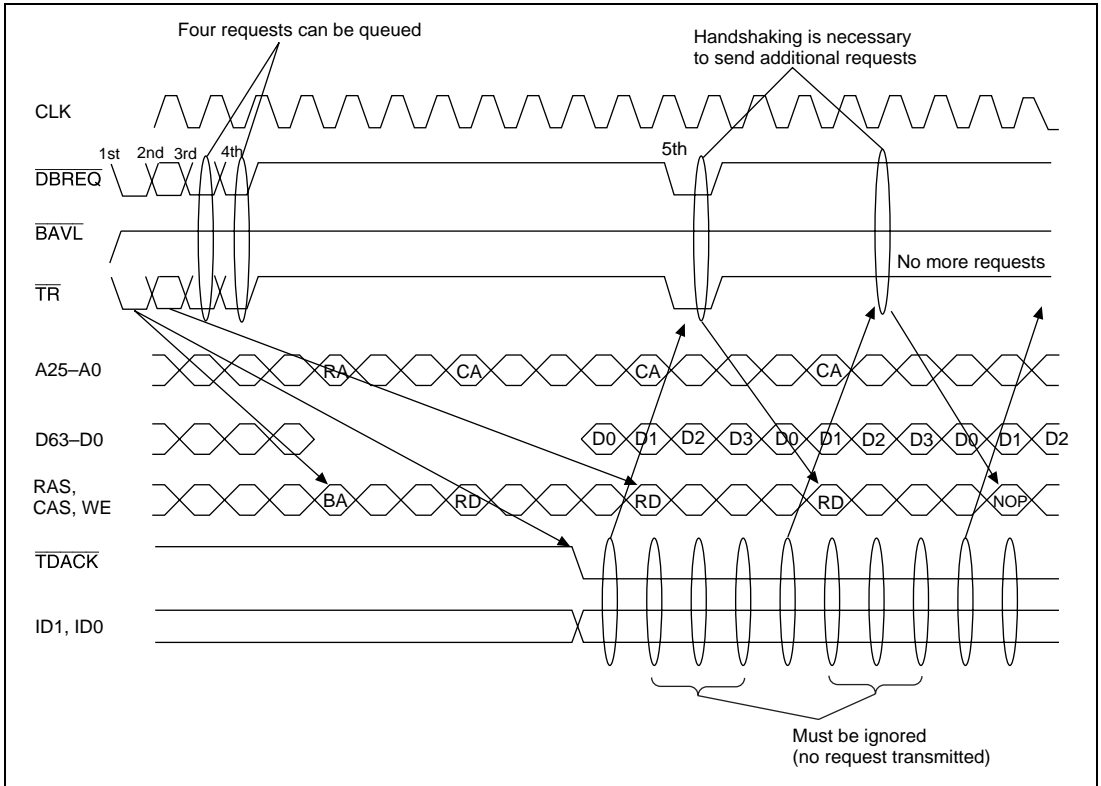 Four requests can be queued
Handshaking is necessary
to send additional requests
CLK
1st 2nd 3rd 4th 5th
DBREQ
BAVL
No more requests
TR
A25–A0 RA CA CA CA
D63–D0 D0 D1 D2 D3 D0 D1 D2 D3 D0 D1 D2
RAS,
CAS, WE BA RD RD RD NOP
TDACK
ID1, ID0
Must be ignored
(no request transmitted)